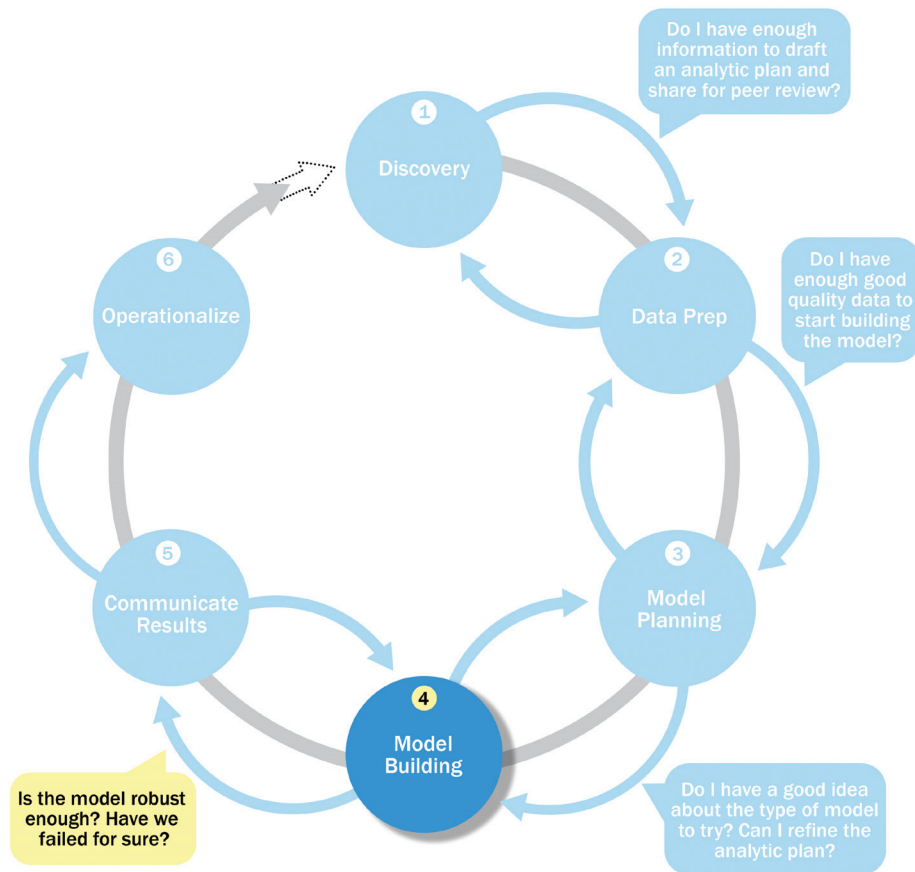 Do I have enough
information to draft
an analytic plan and
share for peer review?
1
Discovery
2
Data Prep
Do I have
enough good
quality data to
start building
the model?
3
Model
Planning
Do I have a good idea
about the type of model
to try? Can I refine the
analytic plan?
4
Model
Building
Is the model robust
enough? Have we
failed for sure?
5
Communicate
Results
6
Operationalize